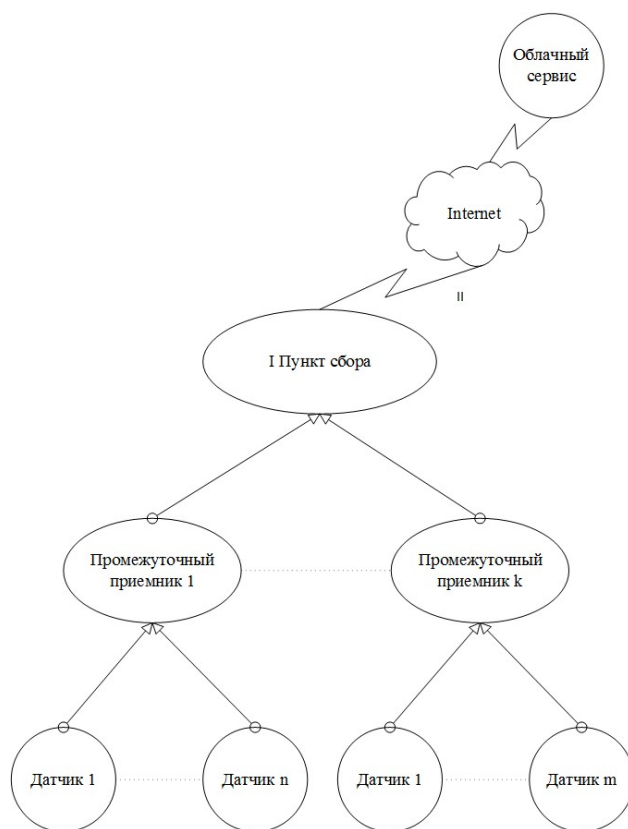 Облачный
сервис
Internet
II
I Пункт сбора
Промежуточный
приемник 1
Промежуточный
приемник k
Датчик 1
Датчик n
Датчик 1
Датчик m